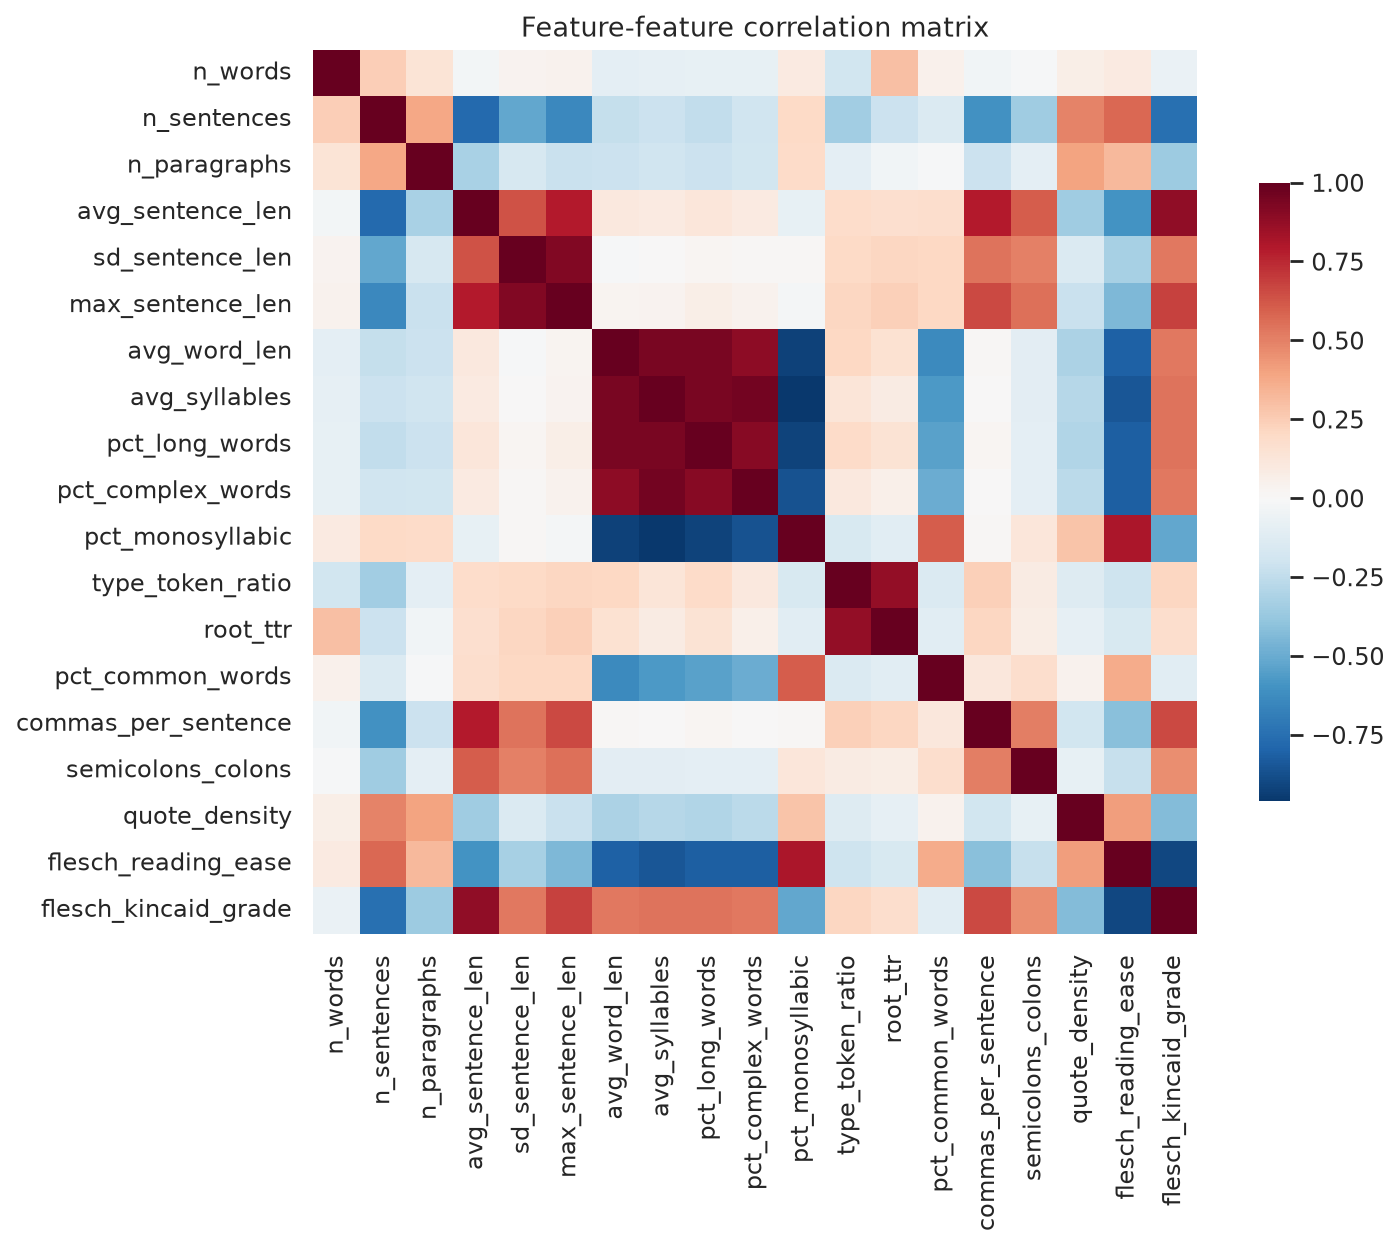 Feature-feature correlation matrix
n_words
n_sentences
n_paragraphs
avg_sentence_len
sd_sentence_len
max_sentence_len
avg_word_len
avg_syllables
pct_long_words
pct_complex_words
pct_monosyllabic
type_token_ratio
root_ttr
pct_common_words
commas_per_sentence
semicolons_colons
quote_density
flesch_reading_ease
flesch_kincaid_grade
n_words
n_sentences
n_paragraphs
avg_sentence_len
sd_sentence_len
max_sentence_len
avg_word_len
avg_syllables
pct_long_words
pct_complex_words
pct_monosyllabic
type_token_ratio
root_ttr
pct_common_words
commas_per_sentence
semicolons_colons
quote_density
flesch_reading_ease
flesch_kincaid_grade
1.00
0.75
0.50
0.25
0.00
−0.25
−0.50
−0.75